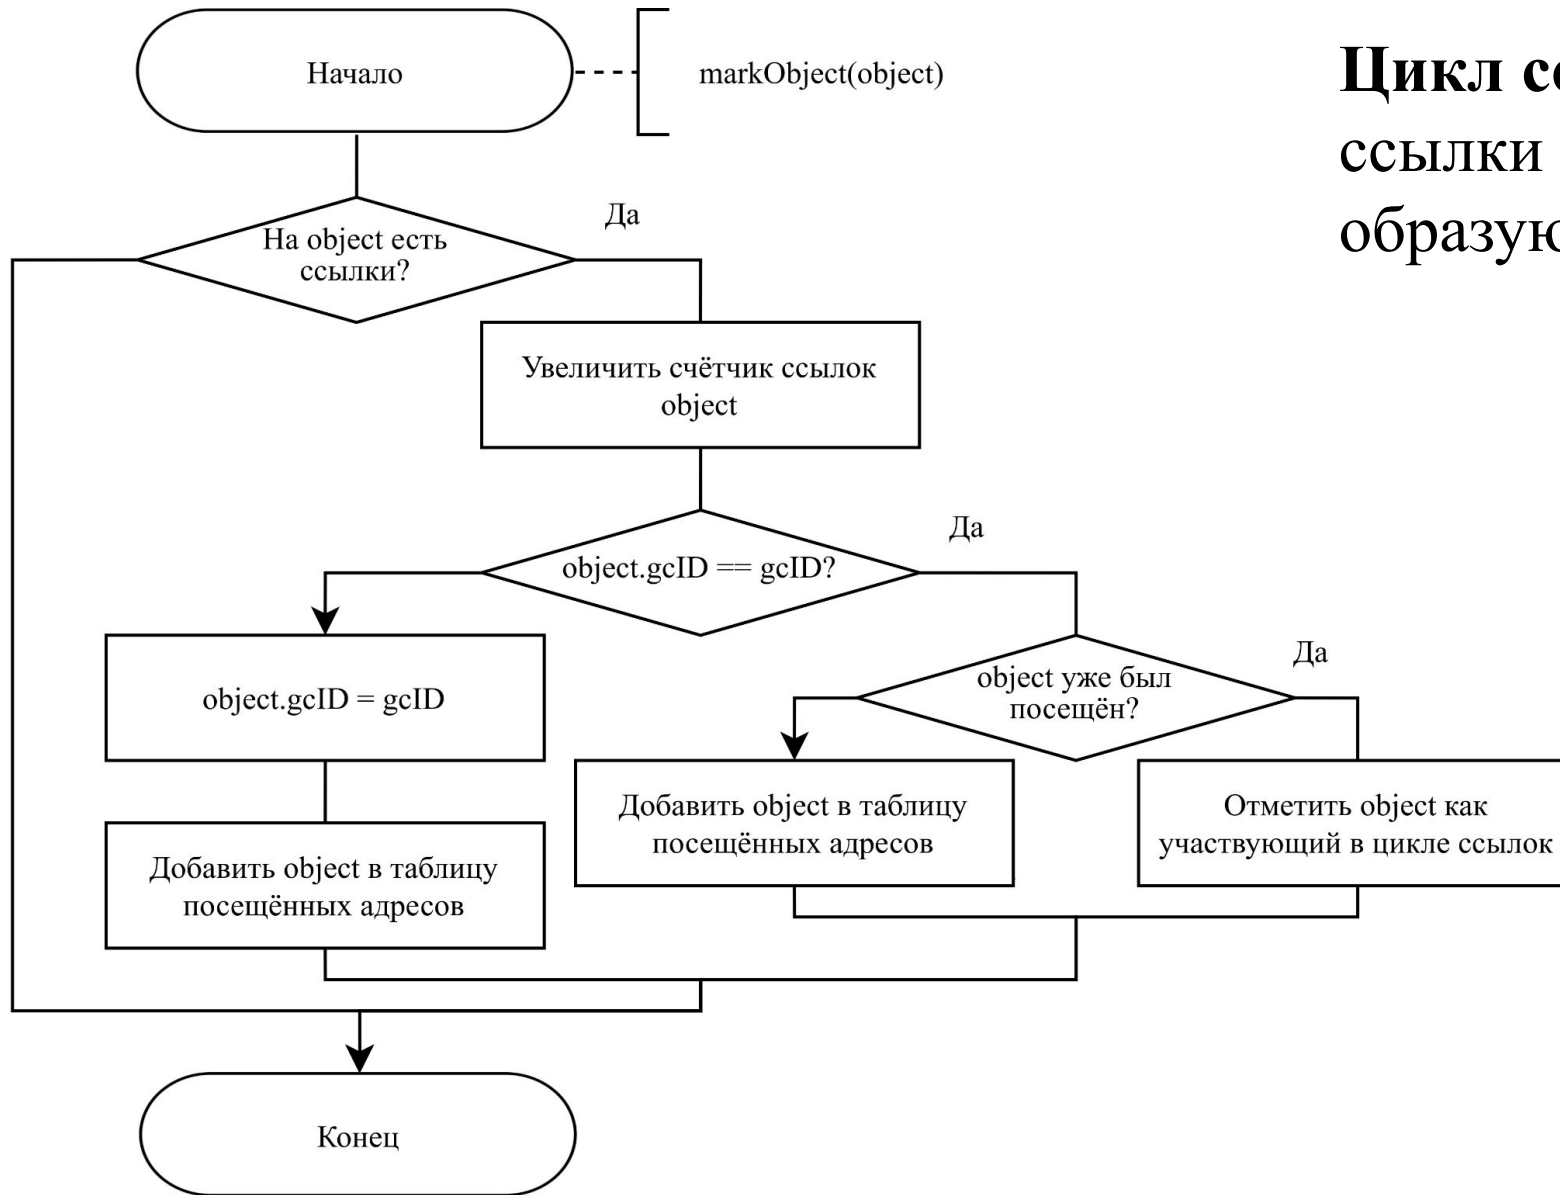 Начало
markObject(object)
Цикл
ссылки
Да
На object есть
ссылки?
Увеличить счётчик ссылок
object
Да
object.gcID == gcID?
Да
object уже был
посещён?
object.gcID = gcID
Добавить object в таблицу
посещённых адресов
Отметить object как
участвующий в цикле ссылок
Добавить object в таблицу
посещённых адресов
Конец